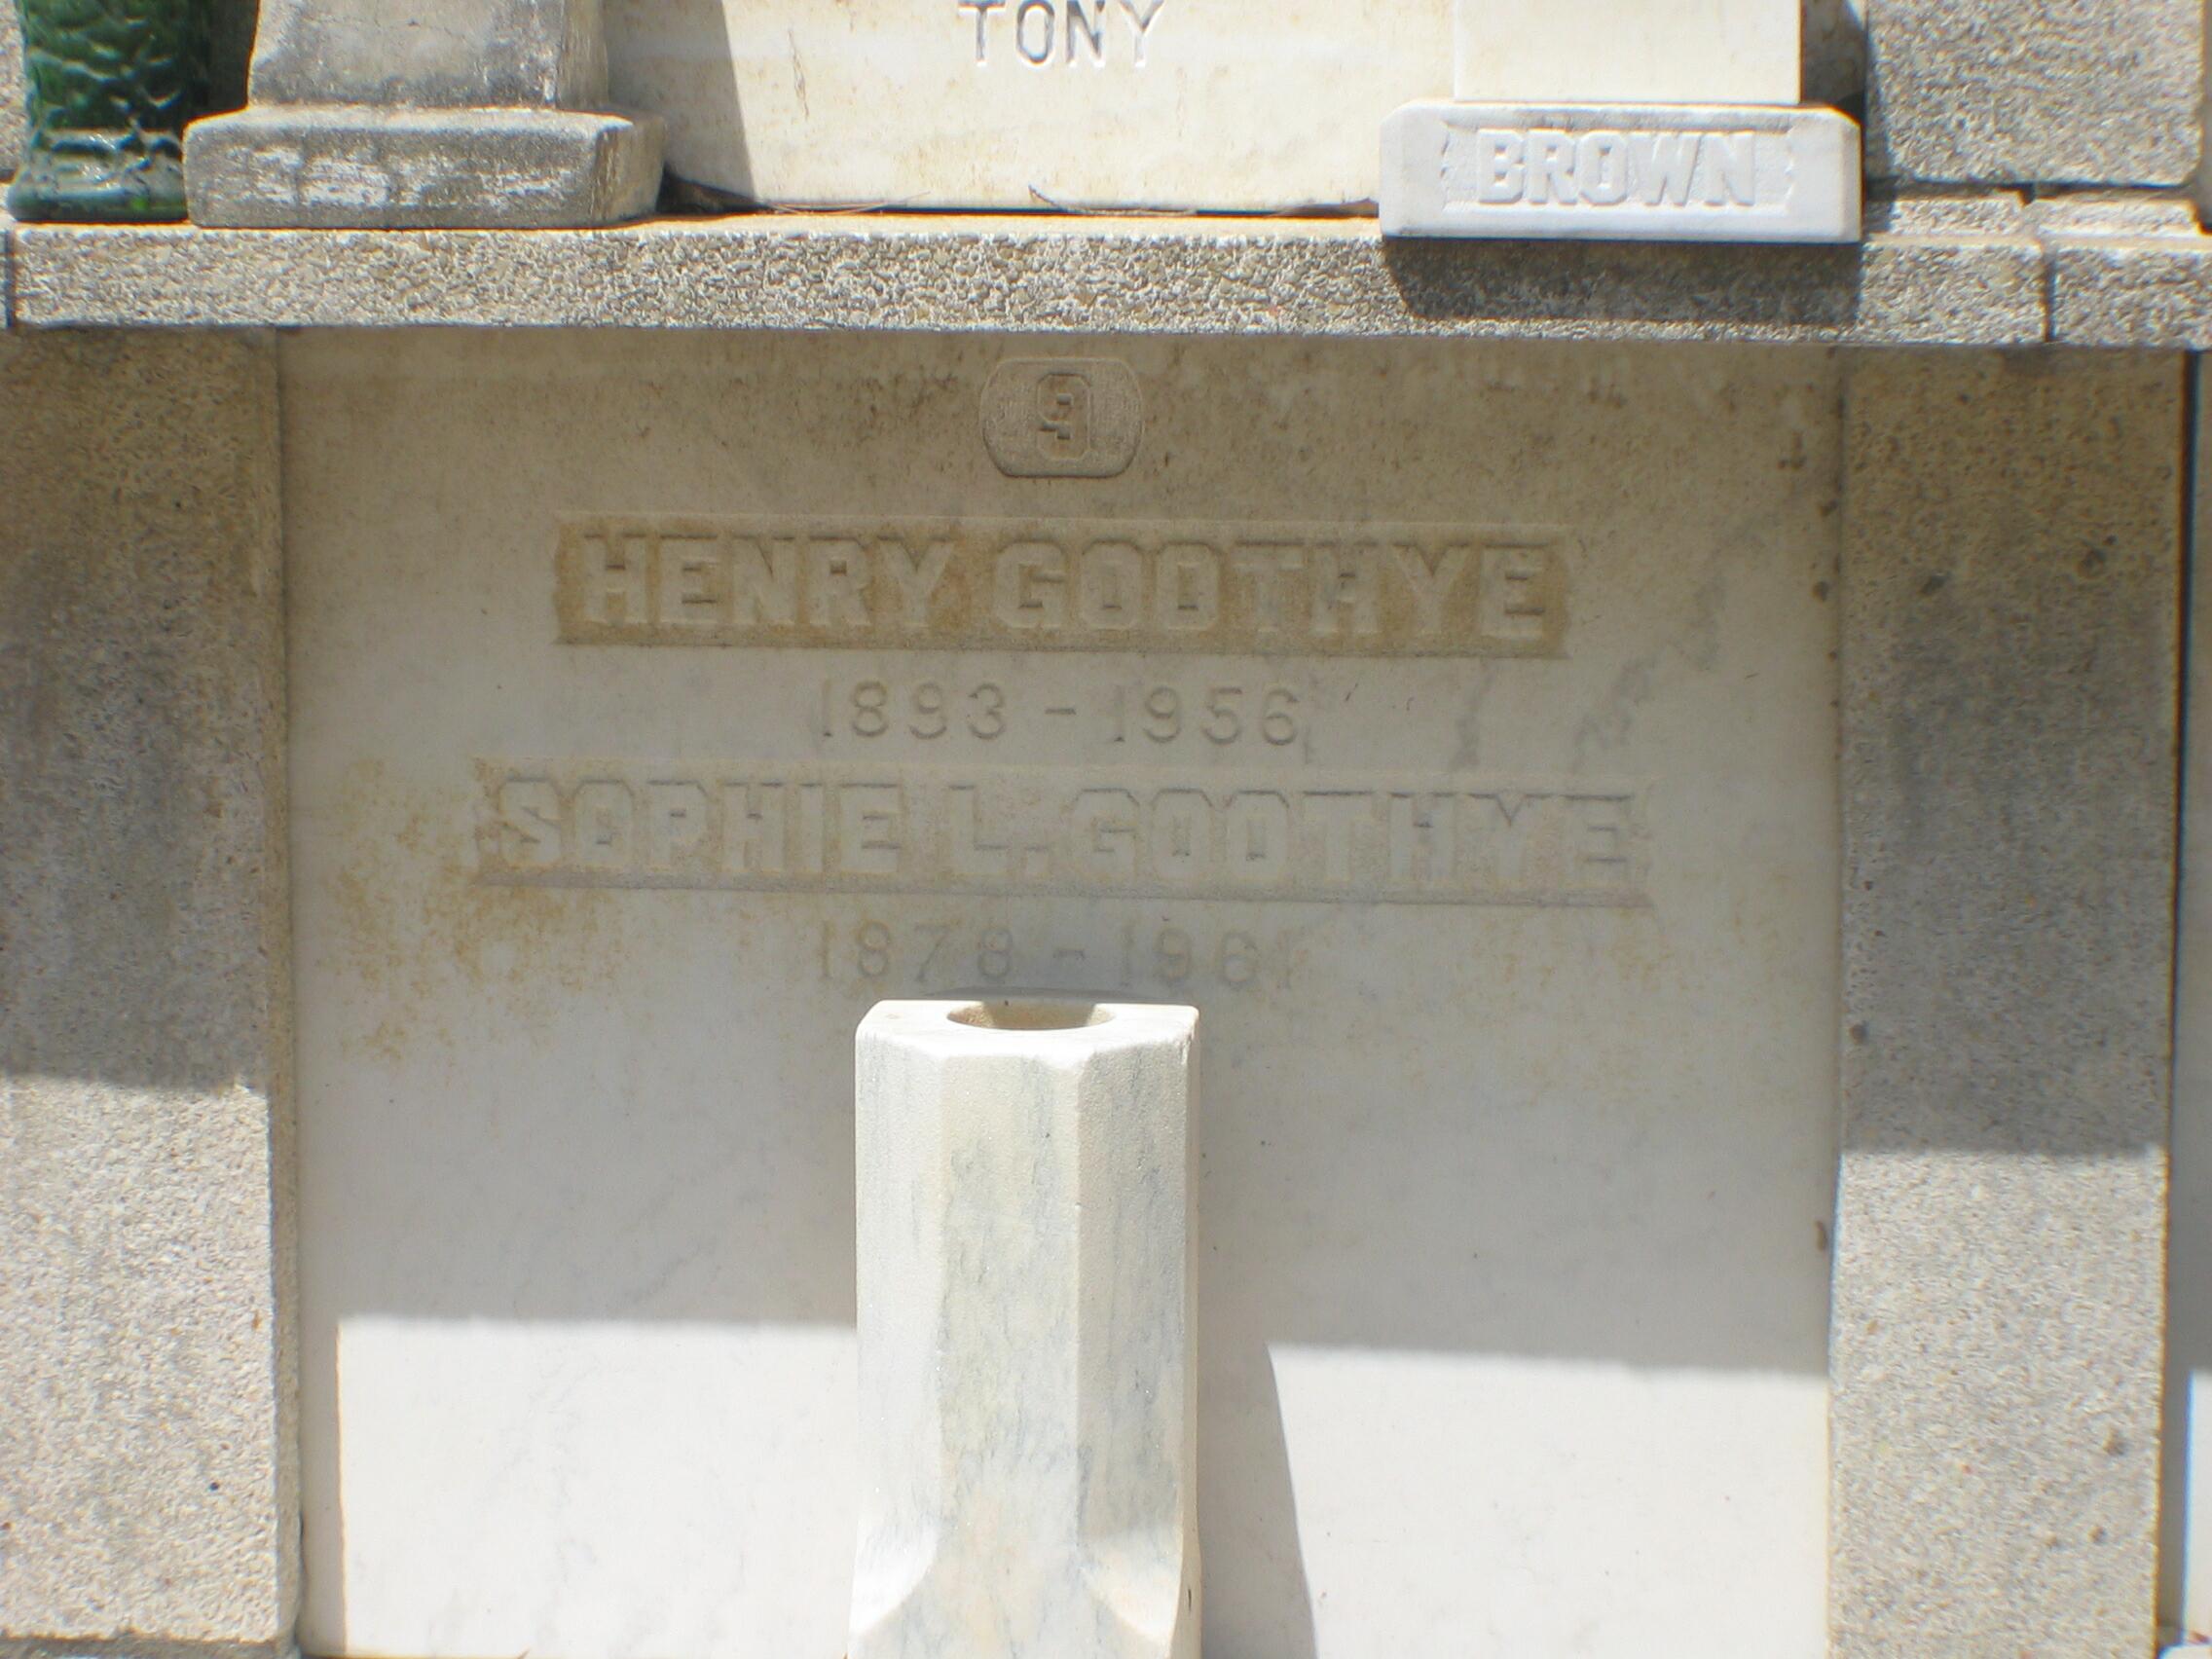 TONY
BROWN
9
HENRY GOOTHYE
1893 - 1956
SOPHIE L. GOOTHYE
1878 - 1961